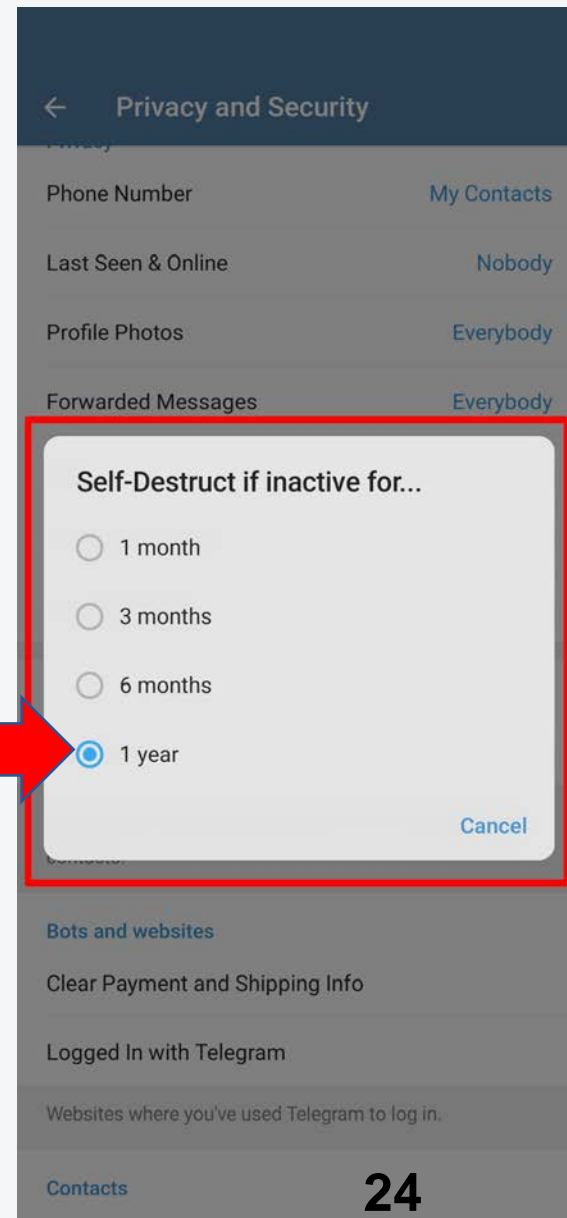 Privacy and Security
Privacy
Phone Number My Contacts
Last Seen & Online Nobody
Profile Photos Everybody
Forwarded Messages Everybody
Self-Destruct if inactive for...
1 month
3 months
6 months
1 year
Cancel
contacts.
Bots and websites
Clear Payment and Shipping Info
Logged In with Telegram
Websites where you've used Telegram to log in.
Contacts
24